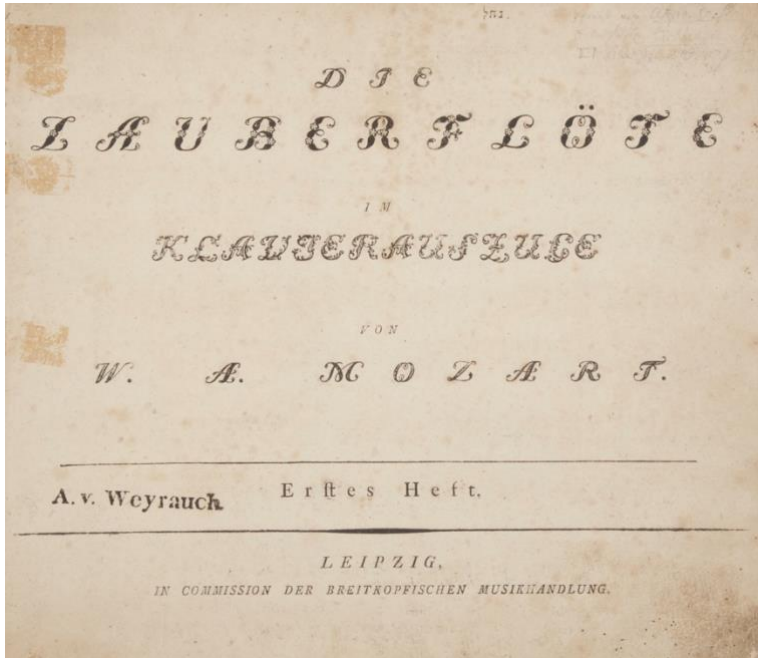 DIE
ZAUBERFLÖTE
IM
KLAVIERAUSZUGE
VON
W. A. MOZART.
Erſtes Heft.
A. v. Weyrauch
LEIPZIG,
IN COMMISSION DER BREITKOPFISCHEN MUSIKHANDLUNG.